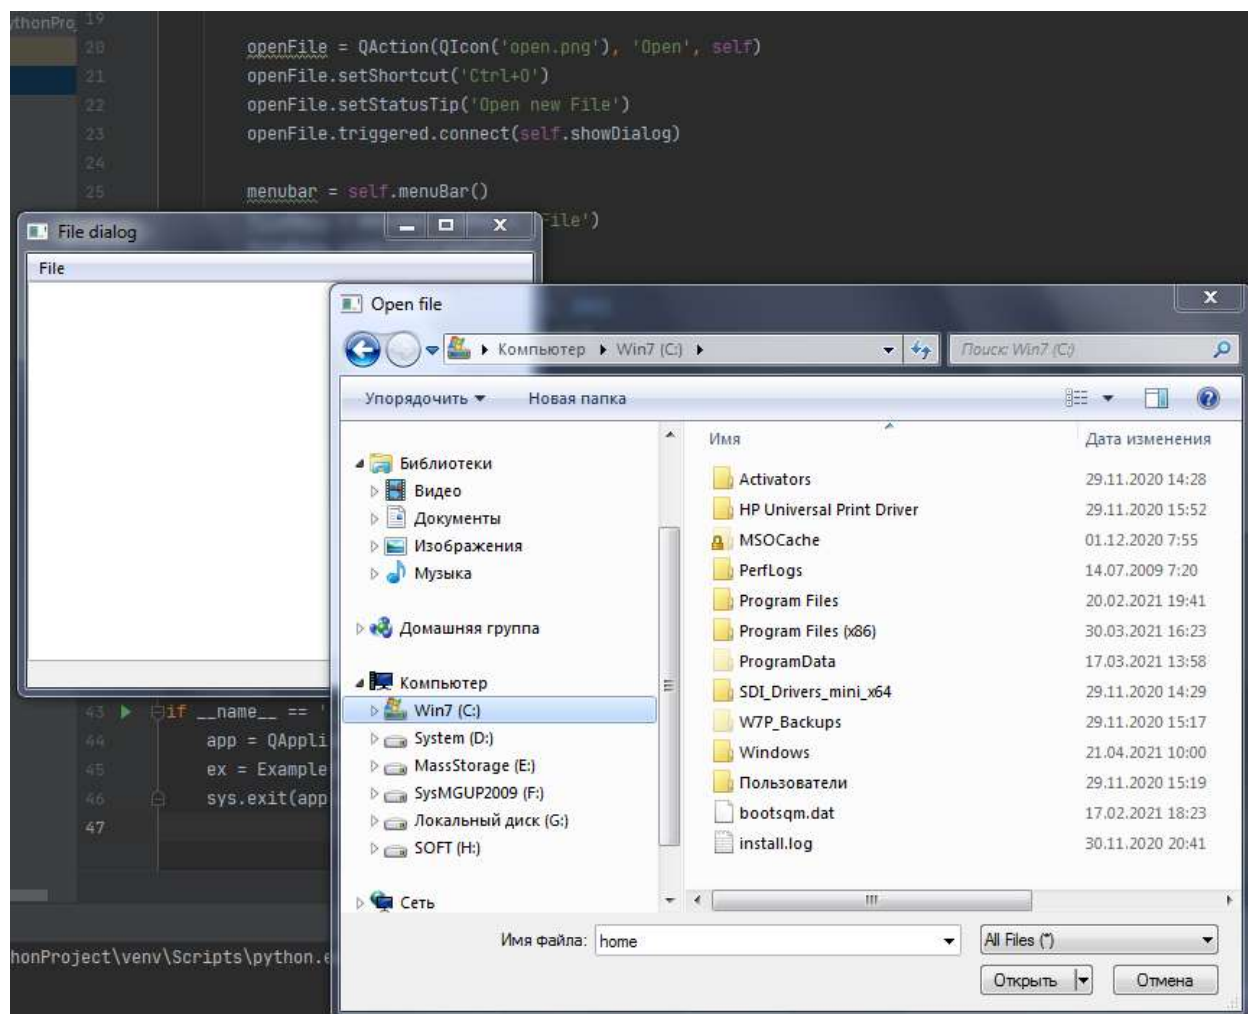 thonPro
19
20 openFile = QAction(QIcon('open.png'), 'Open', self)
21 openFile.setShortcut('Ctrl+O')
22 openFile.setStatusTip('Open new File')
23 openFile.triggered.connect(self.showDialog)
24
25 menubar = self.menuBar()
File')
File dialog
File
Open file
Компьютер Win7 (C:)
Поиск: Win7 (C:)
Упорядочить Новая папка
Библиотеки
Видео
Документы
Изображения
Музыка
Домашняя группа
Компьютер
Win7 (C:)
System (D:)
MassStorage (E:)
SysMGUP2009 (F:)
Локальный диск (G:)
SOFT (H:)
Сеть
Имя Дата изменения
Activators 29.11.2020 14:28
HP Universal Print Driver 29.11.2020 15:52
MSOCache 01.12.2020 7:55
PerfLogs 14.07.2009 7:20
Program Files 20.02.2021 19:41
Program Files (x86) 30.03.2021 16:23
ProgramData 17.03.2021 13:58
SDI_Drivers_mini_x64 29.11.2020 14:29
W7P_Backups 29.11.2020 15:17
Windows 21.04.2021 10:00
Пользователи 29.11.2020 15:19
bootsqm.dat 17.02.2021 18:23
install.log 30.11.2020 20:41
Имя файла: home All Files (*)
Открыть Отмена
43 if __name__ == '
44 app = QAppli
45 ex = Example
46 sys.exit(app
47
honProject\venv\Scripts\python.e